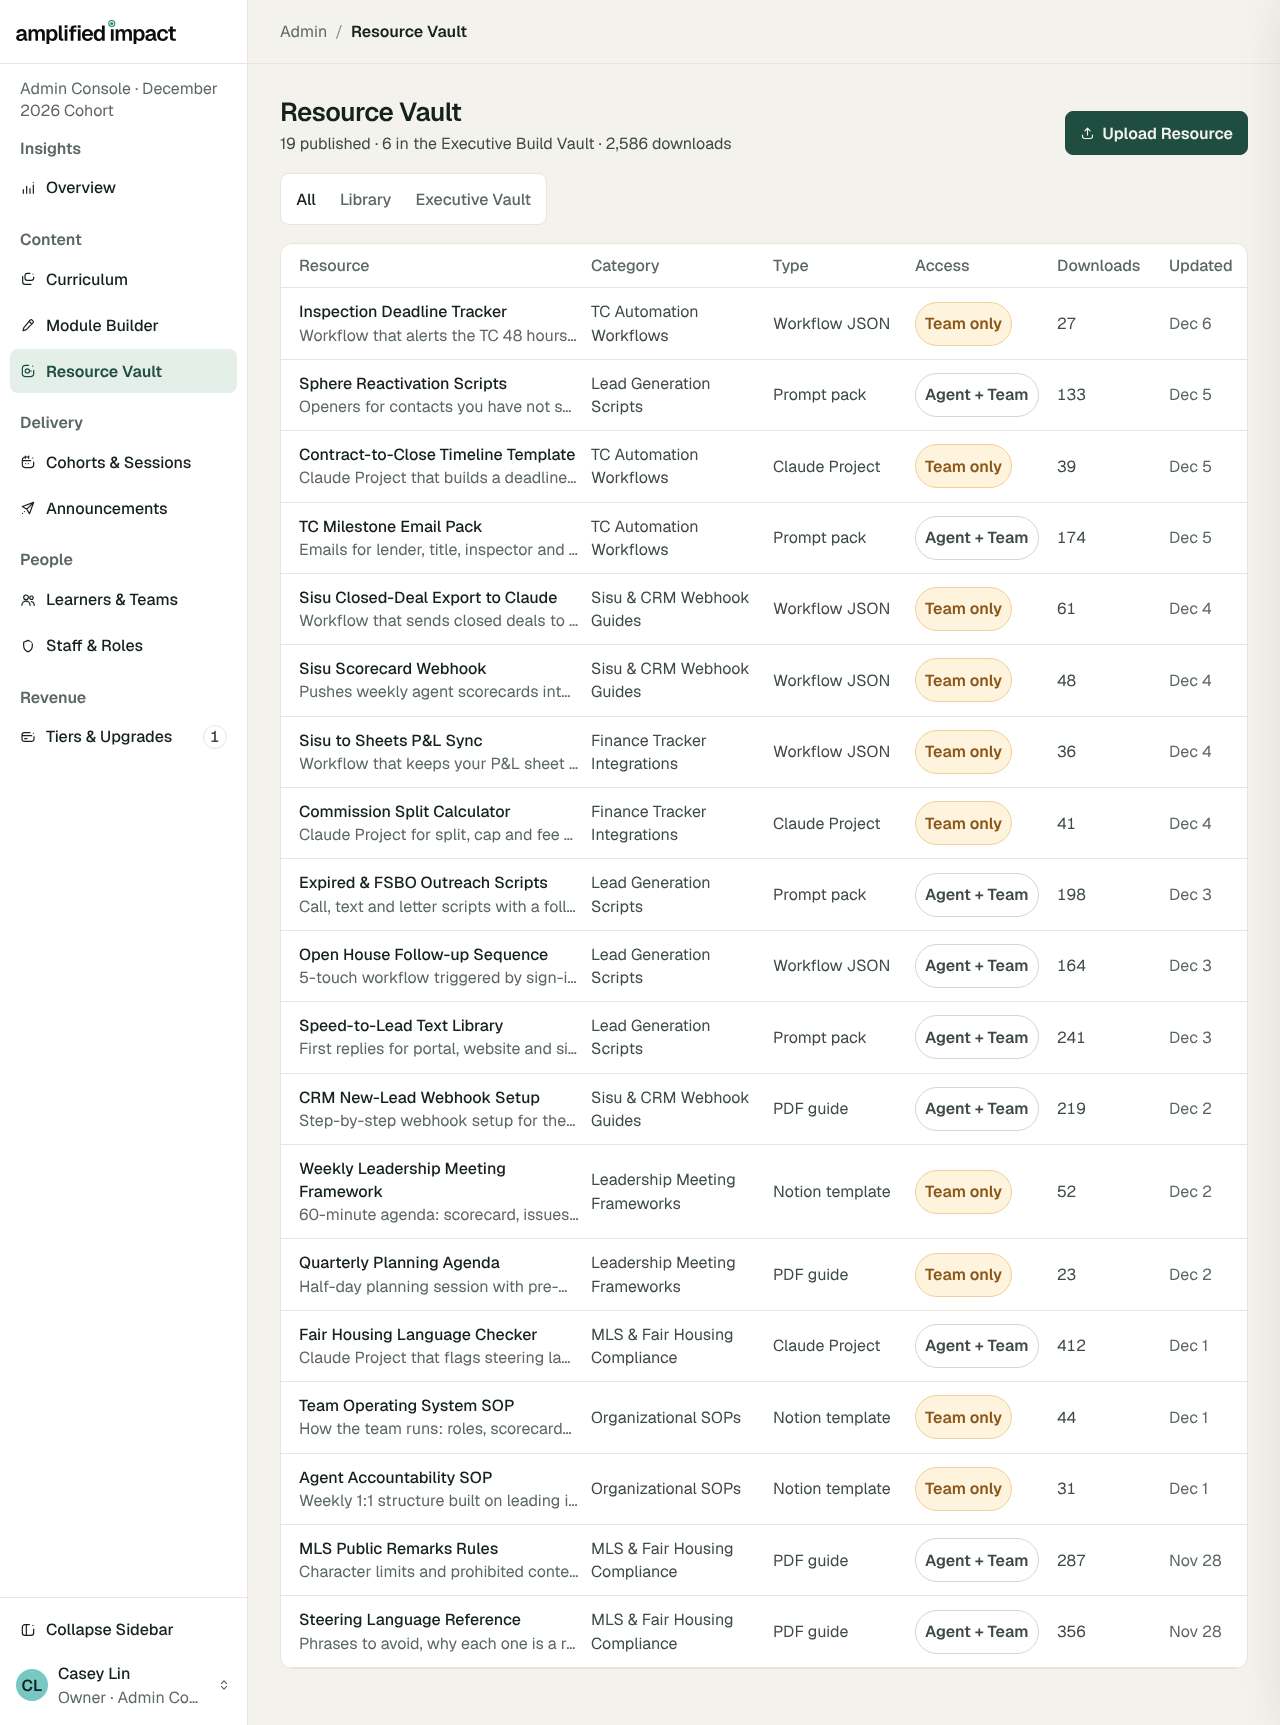 amplified impact
Admin / Resource Vault
Admin Console · December
2026 Cohort
Insights
Overview
Content
Curriculum
Module Builder
Resource Vault
Delivery
Cohorts & Sessions
Announcements
People
Learners & Teams
Staff & Roles
Revenue
Tiers & Upgrades 1
Collapse Sidebar
CL
Casey Lin
Owner · Admin Co...
Resource Vault
19 published · 6 in the Executive Build Vault · 2,586 downloads
Upload Resource
All Library Executive Vault
Resource Category Type Access Downloads Updated
Inspection Deadline Tracker
Workflow that alerts the TC 48 hours...
TC Automation
Workflows
Workflow JSON Team only 27 Dec 6
Sphere Reactivation Scripts
Openers for contacts you have not s...
Lead Generation
Scripts
Prompt pack Agent + Team 133 Dec 5
Contract-to-Close Timeline Template
Claude Project that builds a deadline...
TC Automation
Workflows
Claude Project Team only 39 Dec 5
TC Milestone Email Pack
Emails for lender, title, inspector and ...
TC Automation
Workflows
Prompt pack Agent + Team 174 Dec 5
Sisu Closed-Deal Export to Claude
Workflow that sends closed deals to ...
Sisu & CRM Webhook
Guides
Workflow JSON Team only 61 Dec 4
Sisu Scorecard Webhook
Pushes weekly agent scorecards int...
Sisu & CRM Webhook
Guides
Workflow JSON Team only 48 Dec 4
Sisu to Sheets P&L Sync
Workflow that keeps your P&L sheet ...
Finance Tracker
Integrations
Workflow JSON Team only 36 Dec 4
Commission Split Calculator
Claude Project for split, cap and fee ...
Finance Tracker
Integrations
Claude Project Team only 41 Dec 4
Expired & FSBO Outreach Scripts
Call, text and letter scripts with a foll...
Lead Generation
Scripts
Prompt pack Agent + Team 198 Dec 3
Open House Follow-up Sequence
5-touch workflow triggered by sign-i...
Lead Generation
Scripts
Workflow JSON Agent + Team 164 Dec 3
Speed-to-Lead Text Library
First replies for portal, website and si...
Lead Generation
Scripts
Prompt pack Agent + Team 241 Dec 3
CRM New-Lead Webhook Setup
Step-by-step webhook setup for the...
Sisu & CRM Webhook
Guides
PDF guide Agent + Team 219 Dec 2
Weekly Leadership Meeting
Framework
60-minute agenda: scorecard, issues...
Leadership Meeting
Frameworks
Notion template Team only 52 Dec 2
Quarterly Planning Agenda
Half-day planning session with pre-...
Leadership Meeting
Frameworks
PDF guide Team only 23 Dec 2
Fair Housing Language Checker
Claude Project that flags steering la...
MLS & Fair Housing
Compliance
Claude Project Agent + Team 412 Dec 1
Team Operating System SOP
How the team runs: roles, scorecard...
Organizational SOPs
Notion template Team only 44 Dec 1
Agent Accountability SOP
Weekly 1:1 structure built on leading i...
Organizational SOPs
Notion template Team only 31 Dec 1
MLS Public Remarks Rules
Character limits and prohibited conte...
MLS & Fair Housing
Compliance
PDF guide Agent + Team 287 Nov 28
Steering Language Reference
Phrases to avoid, why each one is a r...
MLS & Fair Housing
Compliance
PDF guide Agent + Team 356 Nov 28